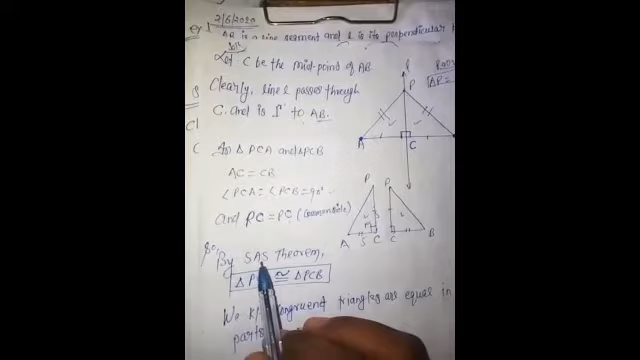 2/6/2020
AB is a line segment and l is its perpendicular
Let C be the mid-point of AB.
Clearly, line l passes through
C. and is ⊥ to AB.
In Δ PCA and Δ PCB
AC = CB
∠PCA = ∠PCB = 90°
and PC = PC (Common side)
So, By SAS Theorem,
Δ P ≅ Δ PCB
We congruent triangles are equal in
parts
l
P
A
C
P
P
A
S
C
C
B